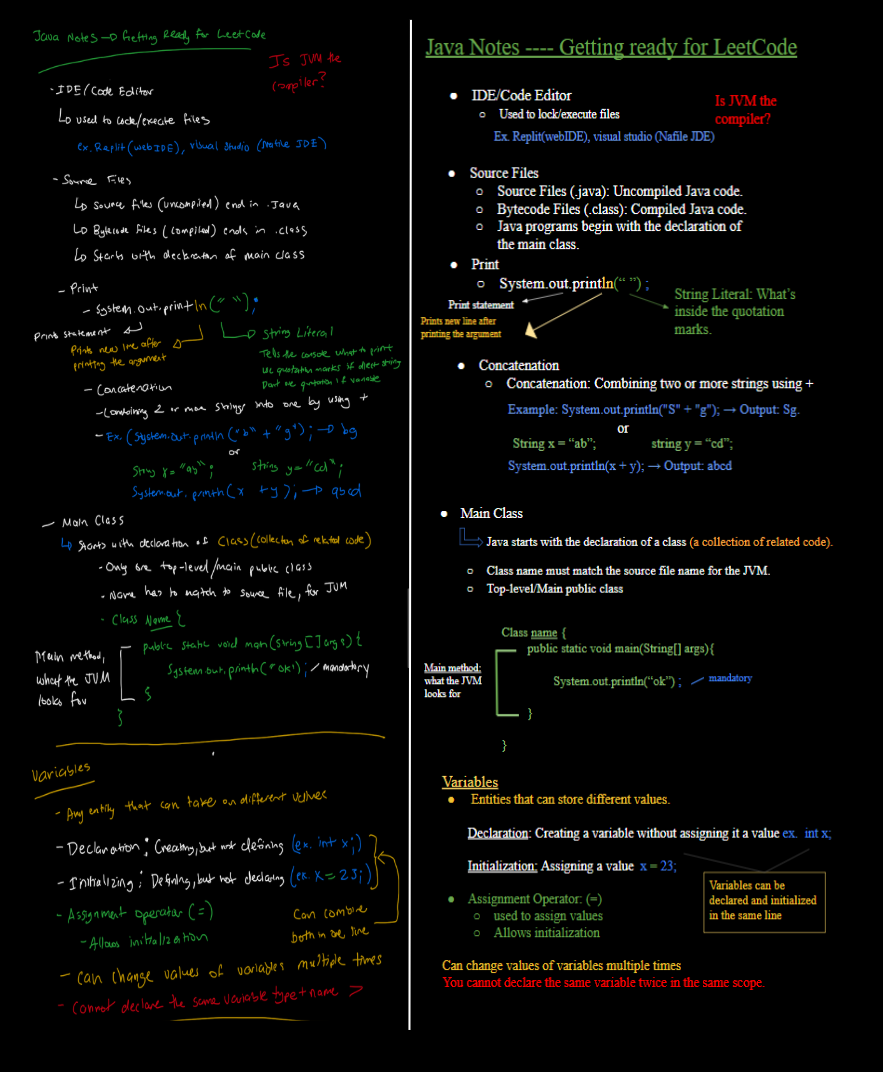 Java Notes → Getting Ready for LeetCode
Is JVM the
compiler?
- IDE/Code Editor
↳ used to code/execute files
ex. Replit (web IDE), visual studio (Native IDE)
- Source Files
↳ Source files (uncompiled) end in .Java
↳ Bytecode files (compiled) ends in .class
↳ Starts with declaration of main class
- Print
- System.out.println(" ");
Print statement
Prints new line after
printing the argument
String Literal
Tells the console what to print
use quotation marks if direct string
Dont use quotation if variable
- Concatenation
- Combining 2 or more strings into one by using +
- Ex. (System.out.println("b" + "g"); → bg
or
String x = "ab"; string y = "cd";
System.out.println(x + y); → abcd
- Main Class
↳ Starts with declaration of Class (collection of related code)
- Only one top-level/main public class
- Name has to match to source file, for JVM
- Class Name {
public static void main(String[] args) {
System.out.println("ok"); / mandatory
Main method,
what the JVM
looks for
}
}
Variables
- Any entity that can take on different values
- Declaration: Creating, but not defining (ex. int x;)
- Initializing: Defining, but not declaring (ex. x = 23;)
- Assignment operator (=)
- Allows initialization
Can combine
both in one line
- Can change values of variables multiple times
- Cannot declare the same variable type + name >
Java Notes ---- Getting ready for LeetCode
● IDE/Code Editor
○ Used to lock/execute files
Ex. Replit(webIDE), visual studio (Nafile JDE)
Is JVM the
compiler?
● Source Files
○ Source Files (.java): Uncompiled Java code.
○ Bytecode Files (.class): Compiled Java code.
○ Java programs begin with the declaration of
the main class.
● Print
○ System.out.println(“ ”) ;
Print statement
Prints new line after
printing the argument
String Literal: What’s
inside the quotation
marks.
● Concatenation
○ Concatenation: Combining two or more strings using +
Example: System.out.println("S" + "g"); → Output: Sg.
or
String x = “ab”; string y = “cd”;
System.out.println(x + y); → Output: abcd
● Main Class
Java starts with the declaration of a class (a collection of related code).
○ Class name must match the source file name for the JVM.
○ Top-level/Main public class
Class name {
public static void main(String[] args){
Main method:
what the JVM
looks for
System.out.println(“ok”) ; mandatory
}
}
Variables
● Entities that can store different values.
Declaration: Creating a variable without assigning it a value ex. int x;
Initialization: Assigning a value x = 23;
Variables can be
declared and initialized
in the same line
● Assignment Operator: (=)
○ used to assign values
○ Allows initialization
Can change values of variables multiple times
You cannot declare the same variable twice in the same scope.